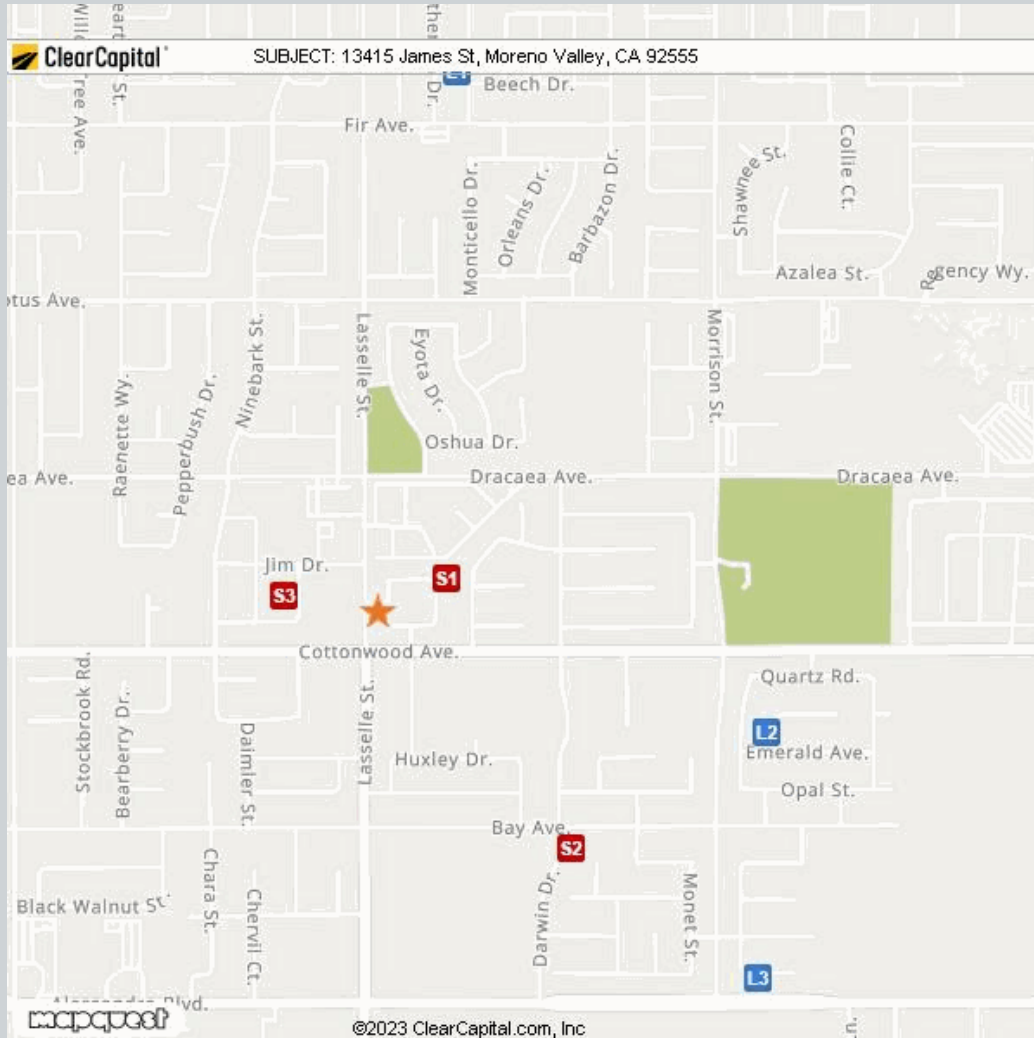 ClearCapital
SUBJECT: 13415 James St, Moreno Valley, CA 92555
Beech Dr.
Fir Ave.
Collie Ct.
Shawnee St.
Monticello Dr.
Orleans Dr.
Barbazon Dr.
Azalea St.
Regency Wy.
otus Ave.
Ninebark St.
Lasselle St.
Eyota Dr.
Morrison St.
Raenette Wy.
Pepperbush Dr.
Oshua Dr.
ea Ave.
Dracaea Ave.
Dracaea Ave.
Jim Dr.
S1
S3
Cottonwood Ave.
Stockbrook Rd.
Bearberry Dr.
Lasselle St.
Quartz Rd.
L2
Daimler St.
Huxley Dr.
Emerald Ave.
Opal St.
Bay Ave.
S2
Chara St.
Chervil Ct.
Black Walnut St.
Darwin Dr.
Monet St.
L3
mapquest
©2023 ClearCapital.com, Inc